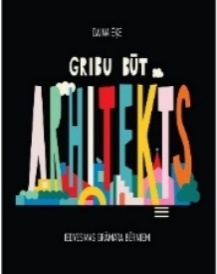 GRIBU BŪT
ARHITEKTS
IEDVESMAS GRĀMATA BĒRNIEM